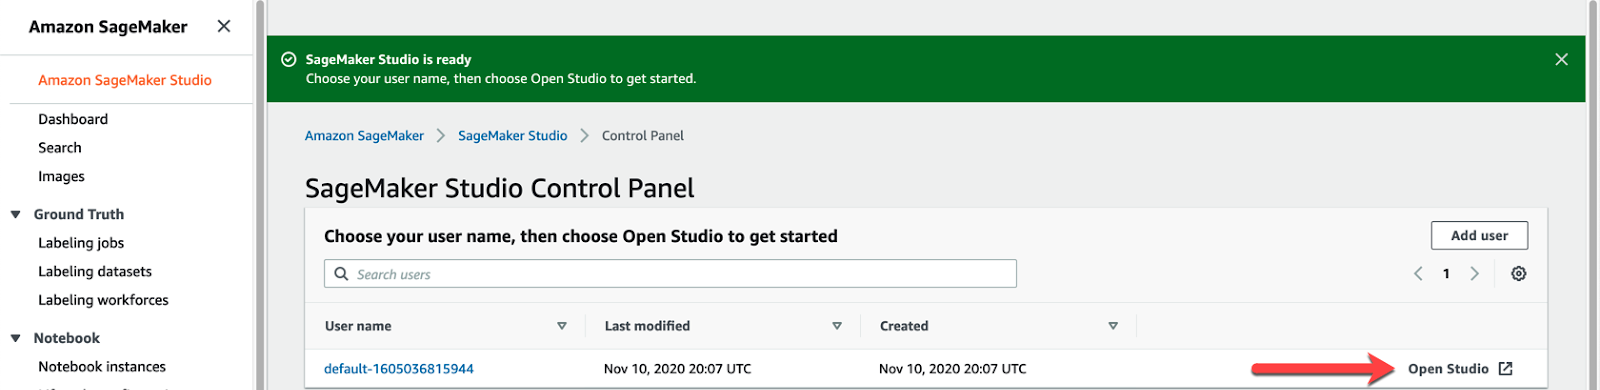 Amazon SageMaker
Amazon SageMaker Studio
Dashboard
Search
Images
Ground Truth
Labeling jobs
Labeling datasets
Labeling workforces
Notebook
Notebook instances
SageMaker Studio is ready
Choose your user name, then choose Open Studio to get started.
Amazon SageMaker > SageMaker Studio > Control Panel
SageMaker Studio Control Panel
Choose your user name, then choose Open Studio to get started
Add user
Search users
1
User name Last modified Created
default-1605036815944 Nov 10, 2020 20:07 UTC Nov 10, 2020 20:07 UTC Open Studio